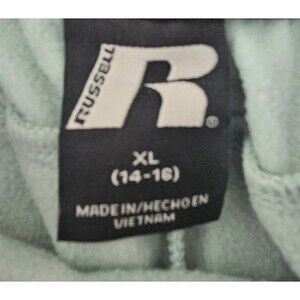 RUSSELL
R®
XL
(14-16)
MADE IN/HECHO EN
VIETNAM